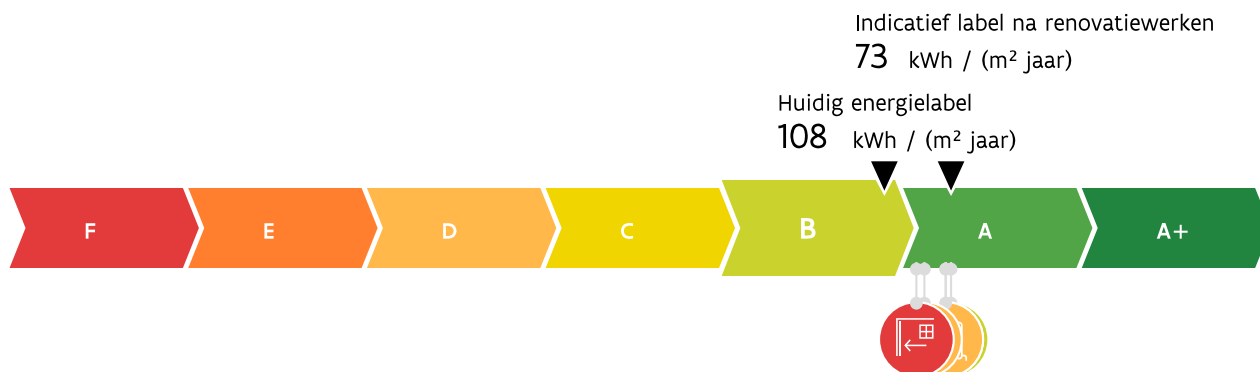 Indicatief label na renovatiewerken
73 kWh / (m² jaar)
Huidig energielabel
108 kWh / (m² jaar)
F E D C B A A+